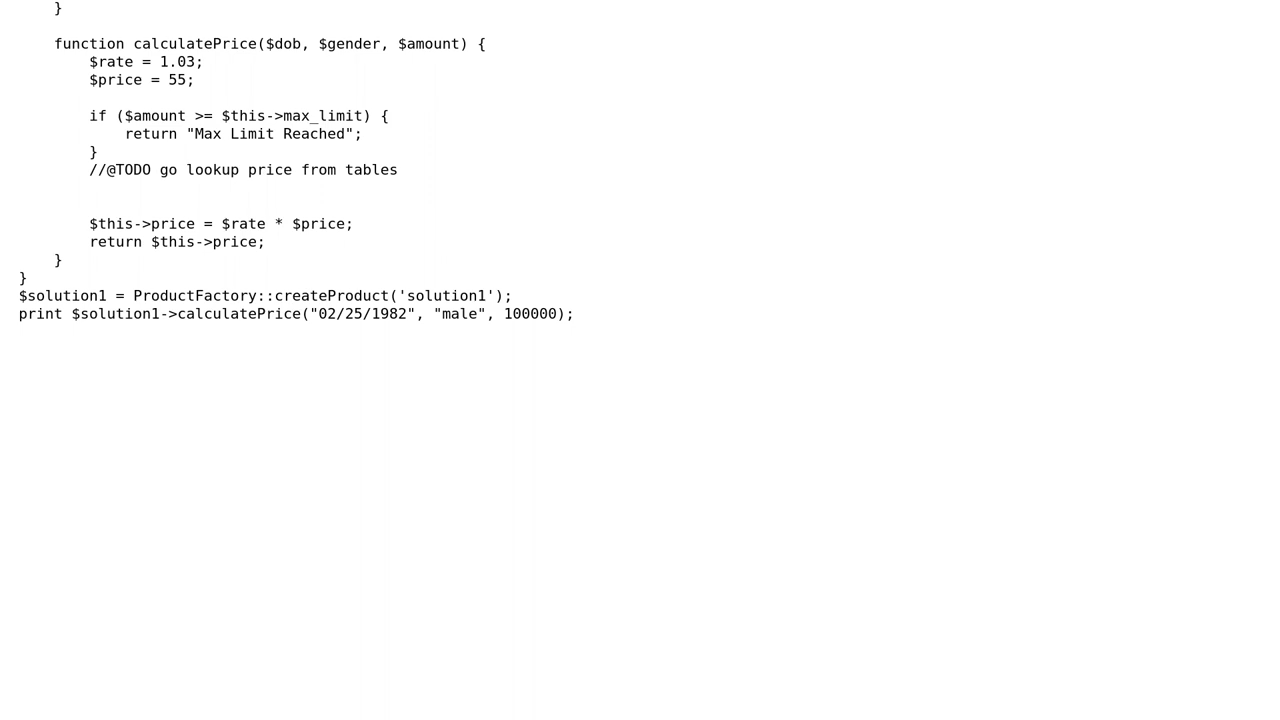 }
function calculatePrice($dob, $gender, $amount) {
$rate = 1.03;
$price = 55;
if ($amount >= $this->max_limit) {
return "Max Limit Reached";
}
//@TODO go lookup price from tables
$this->price = $rate * $price;
return $this->price;
}
}
$solution1 = ProductFactory::createProduct('solution1');
print $solution1->calculatePrice("02/25/1982", "male", 100000);